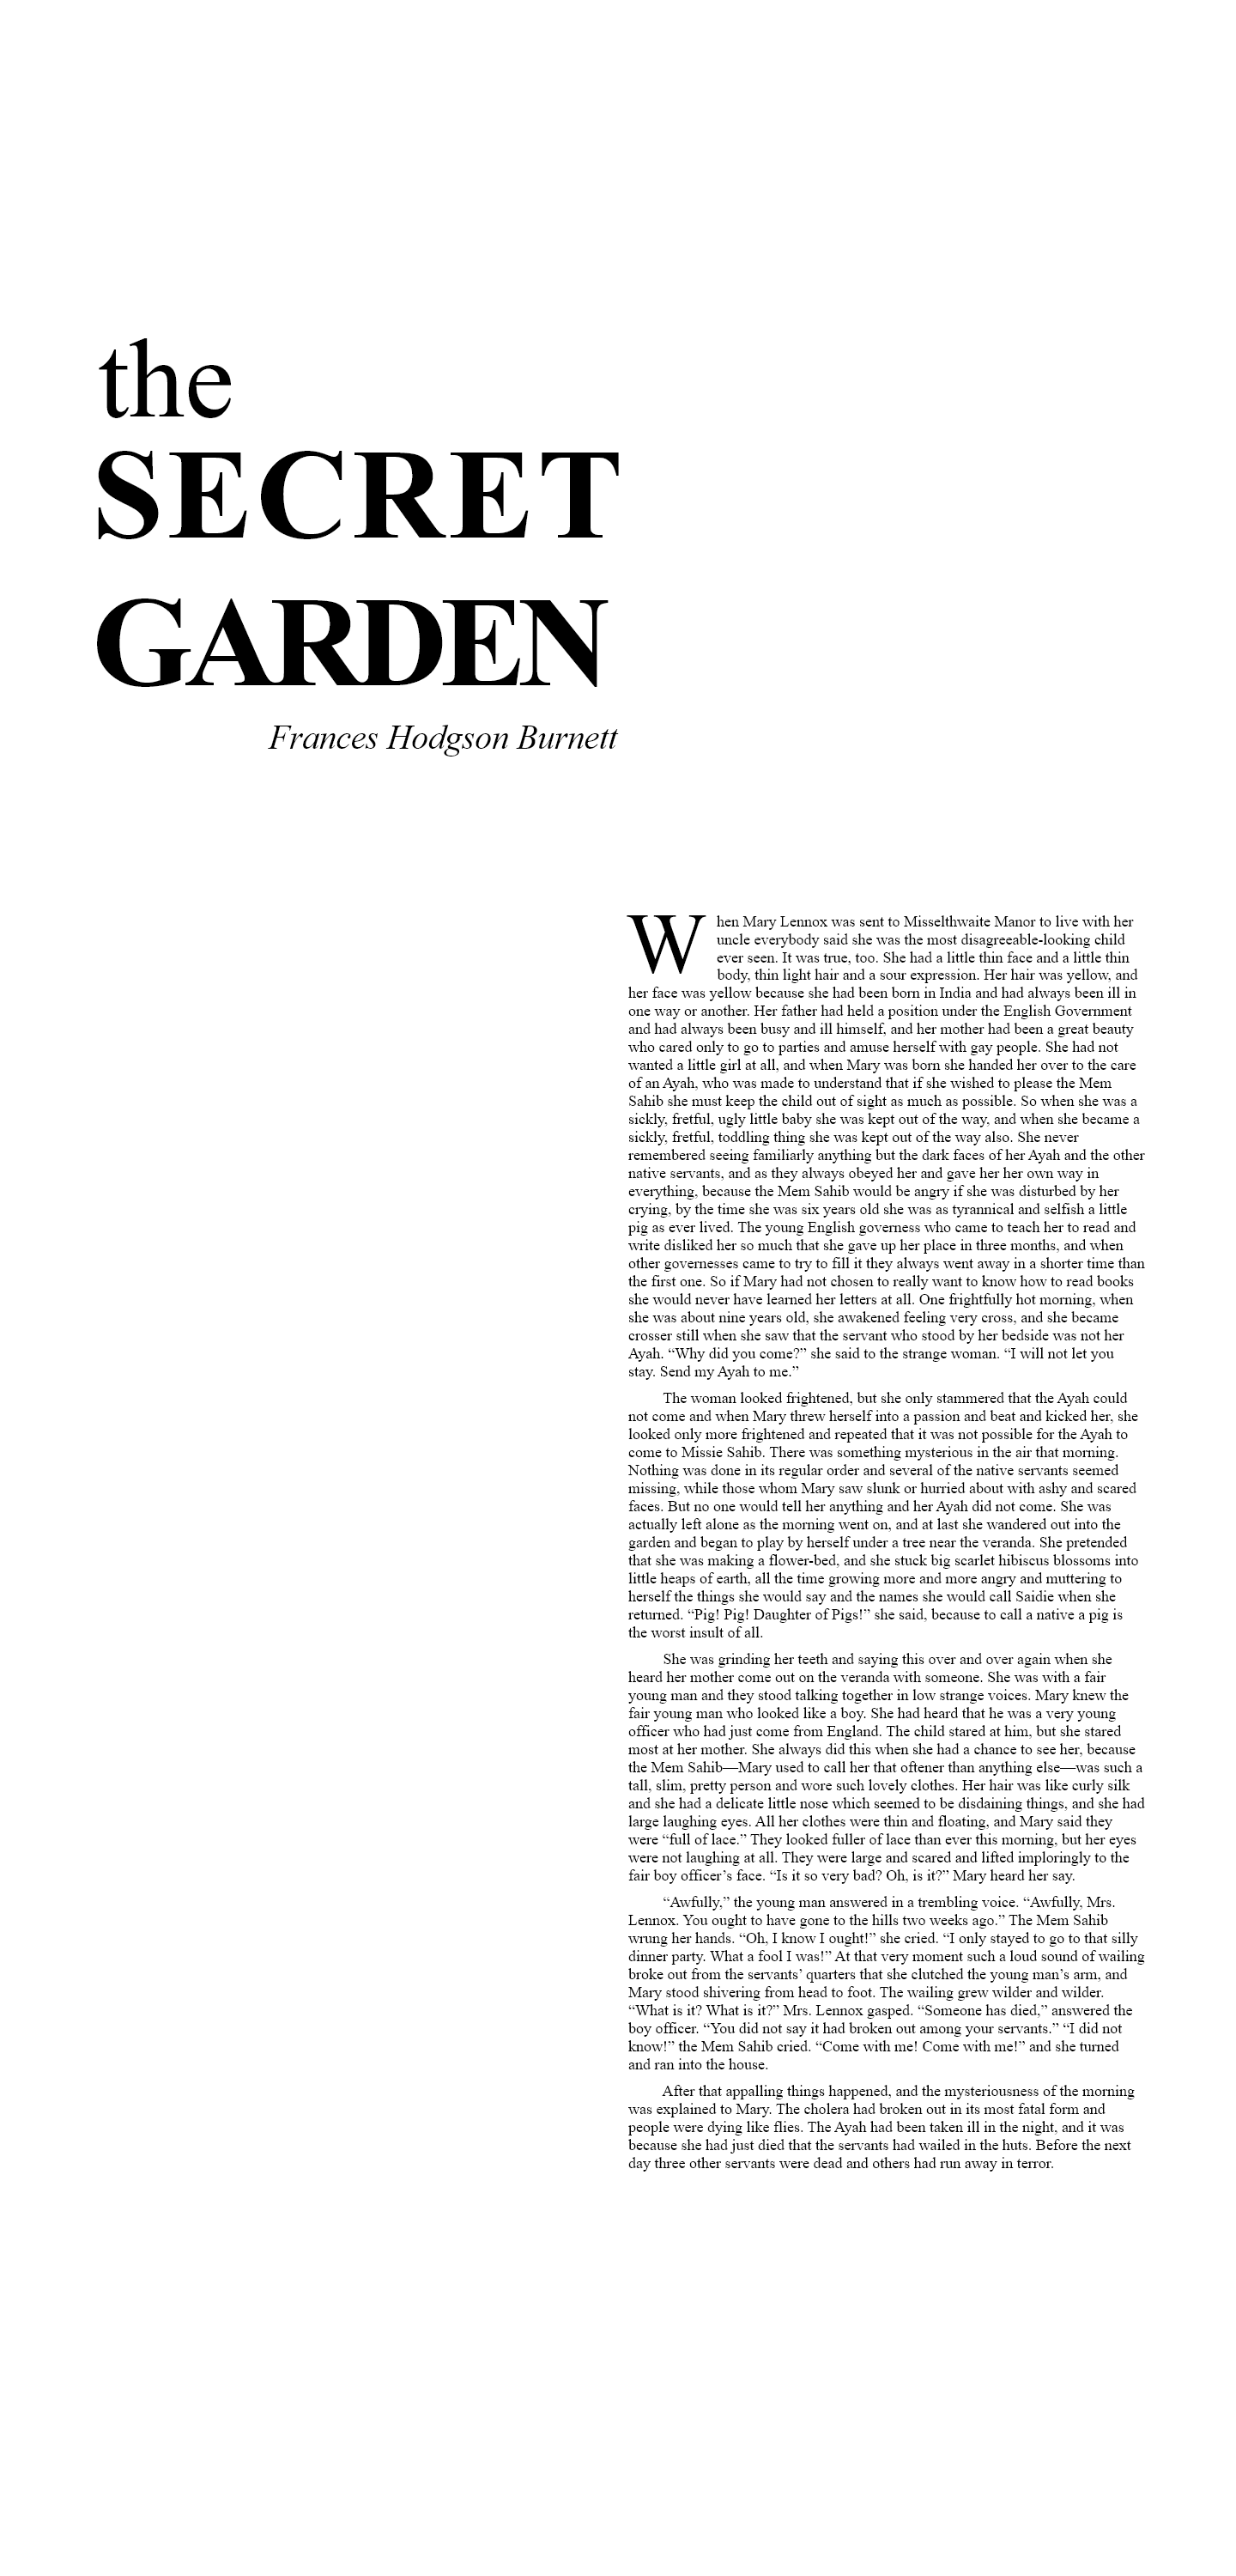 the
SECRET
GARDEN
Frances Hodgson Burnett
When Mary Lennox was sent to Misselthwaite Manor to live with her
uncle everybody said she was the most disagreeable-looking child
ever seen. It was true, too. She had a little thin face and a little thin
body, thin light hair and a sour expression. Her hair was yellow, and
her face was yellow because she had been born in India and had always been ill in
one way or another. Her father had held a position under the English Government
and had always been busy and ill himself, and her mother had been a great beauty
who cared only to go to parties and amuse herself with gay people. She had not
wanted a little girl at all, and when Mary was born she handed her over to the care
of an Ayah, who was made to understand that if she wished to please the Mem
Sahib she must keep the child out of sight as much as possible. So when she was a
sickly, fretful, ugly little baby she was kept out of the way, and when she became a
sickly, fretful, toddling thing she was kept out of the way also. She never
remembered seeing familiarly anything but the dark faces of her Ayah and the other
native servants, and as they always obeyed her and gave her her own way in
everything, because the Mem Sahib would be angry if she was disturbed by her
crying, by the time she was six years old she was as tyrannical and selfish a little
pig as ever lived. The young English governess who came to teach her to read and
write disliked her so much that she gave up her place in three months, and when
other governesses came to try to fill it they always went away in a shorter time than
the first one. So if Mary had not chosen to really want to know how to read books
she would never have learned her letters at all. One frightfully hot morning, when
she was about nine years old, she awakened feeling very cross, and she became
crosser still when she saw that the servant who stood by her bedside was not her
Ayah. “Why did you come?” she said to the strange woman. “I will not let you
stay. Send my Ayah to me.”
The woman looked frightened, but she only stammered that the Ayah could
not come and when Mary threw herself into a passion and beat and kicked her, she
looked only more frightened and repeated that it was not possible for the Ayah to
come to Missie Sahib. There was something mysterious in the air that morning.
Nothing was done in its regular order and several of the native servants seemed
missing, while those whom Mary saw slunk or hurried about with ashy and scared
faces. But no one would tell her anything and her Ayah did not come. She was
actually left alone as the morning went on, and at last she wandered out into the
garden and began to play by herself under a tree near the veranda. She pretended
that she was making a flower-bed, and she stuck big scarlet hibiscus blossoms into
little heaps of earth, all the time growing more and more angry and muttering to
herself the things she would say and the names she would call Saidie when she
returned. “Pig! Pig! Daughter of Pigs!” she said, because to call a native a pig is
the worst insult of all.
She was grinding her teeth and saying this over and over again when she
heard her mother come out on the veranda with someone. She was with a fair
young man and they stood talking together in low strange voices. Mary knew the
fair young man who looked like a boy. She had heard that he was a very young
officer who had just come from England. The child stared at him, but she stared
most at her mother. She always did this when she had a chance to see her, because
the Mem Sahib—Mary used to call her that oftener than anything else—was such a
tall, slim, pretty person and wore such lovely clothes. Her hair was like curly silk
and she had a delicate little nose which seemed to be disdaining things, and she had
large laughing eyes. All her clothes were thin and floating, and Mary said they
were “full of lace.” They looked fuller of lace than ever this morning, but her eyes
were not laughing at all. They were large and scared and lifted imploringly to the
fair boy officer’s face. “Is it so very bad? Oh, is it?” Mary heard her say.
“Awfully,” the young man answered in a trembling voice. “Awfully, Mrs.
Lennox. You ought to have gone to the hills two weeks ago.” The Mem Sahib
wrung her hands. “Oh, I know I ought!” she cried. “I only stayed to go to that silly
dinner party. What a fool I was!” At that very moment such a loud sound of wailing
broke out from the servants’ quarters that she clutched the young man’s arm, and
Mary stood shivering from head to foot. The wailing grew wilder and wilder.
“What is it? What is it?” Mrs. Lennox gasped. “Someone has died,” answered the
boy officer. “You did not say it had broken out among your servants.” “I did not
know!” the Mem Sahib cried. “Come with me! Come with me!” and she turned
and ran into the house.
After that appalling things happened, and the mysteriousness of the morning
was explained to Mary. The cholera had broken out in its most fatal form and
people were dying like flies. The Ayah had been taken ill in the night, and it was
because she had just died that the servants had wailed in the huts. Before the next
day three other servants were dead and others had run away in terror.